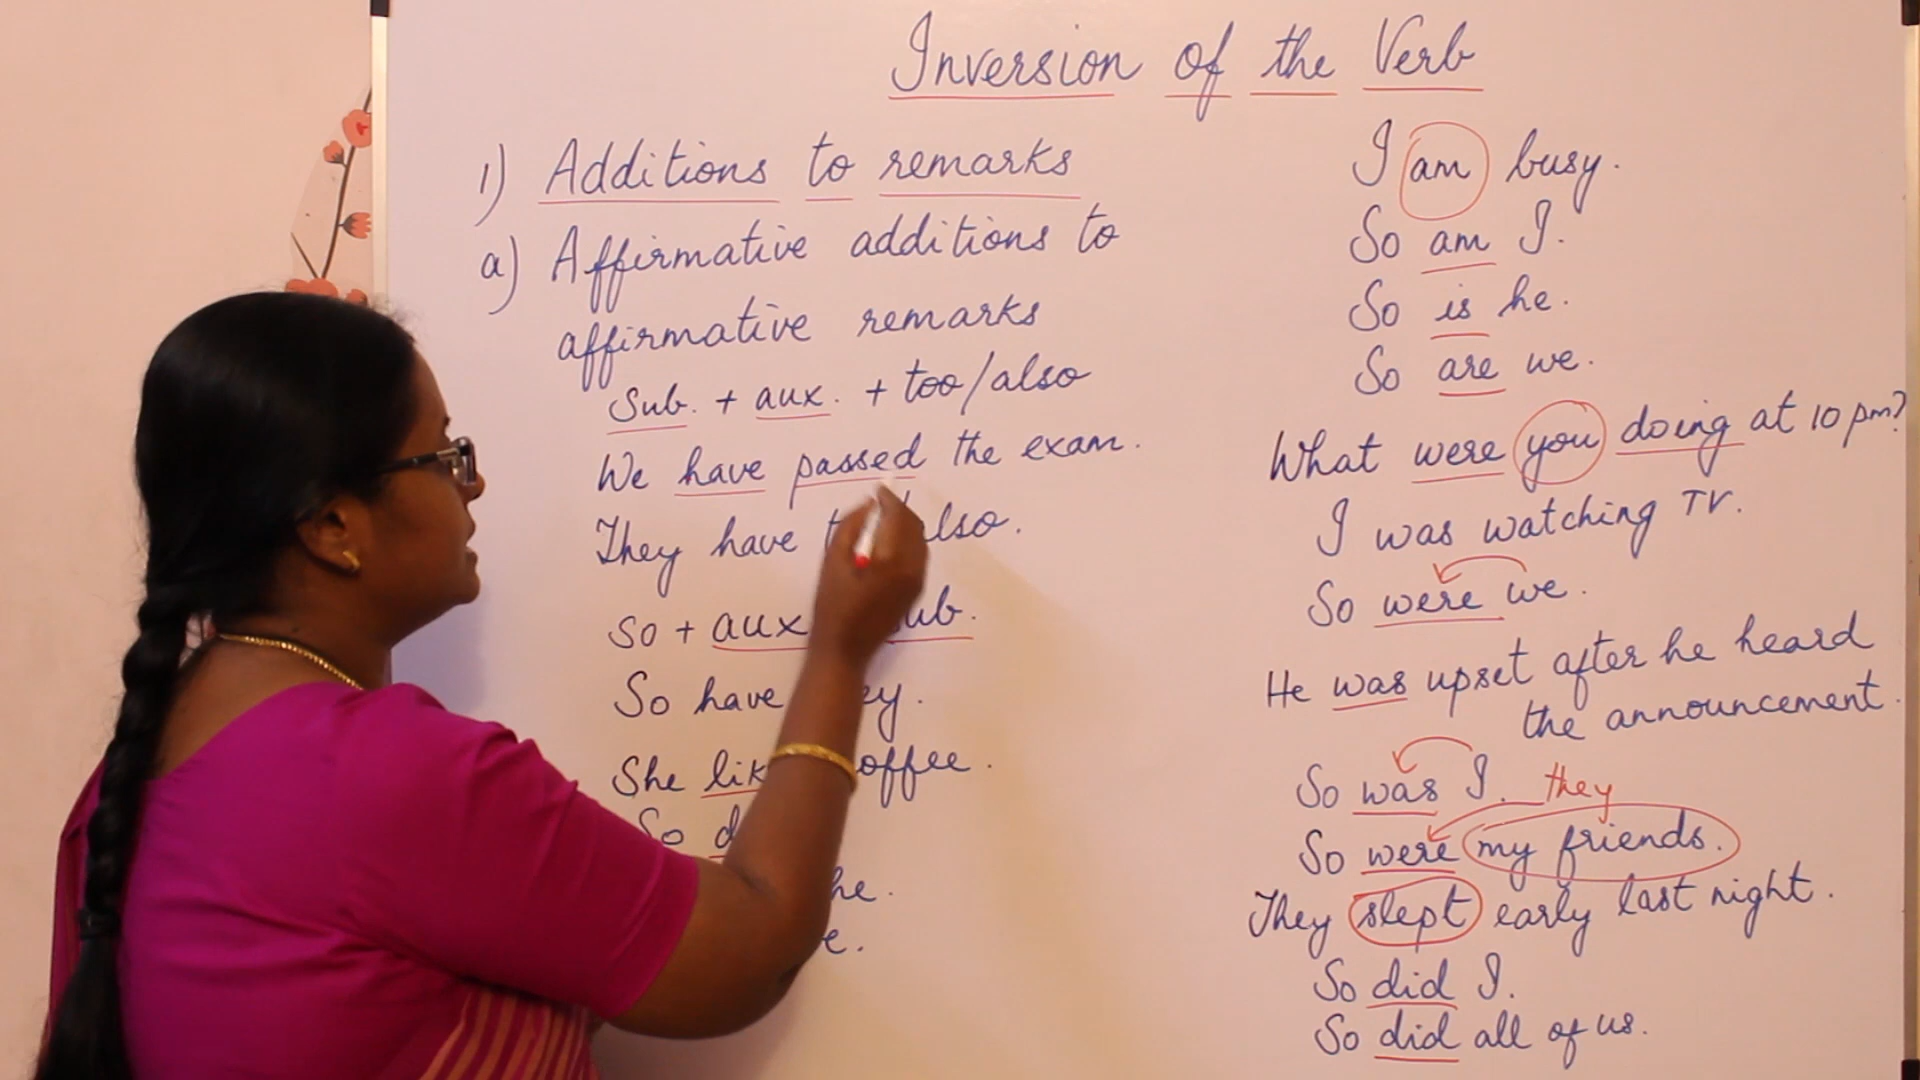 Inversion of the Verb
1) Additions to remarks
a) Affirmative additions to
affirmative remarks
Sub. + aux. + too/also
We have passed the exam.
They have also.
so + aux sub.
So have
She coffee.
So
he.
I am busy.
So am I.
So is he.
So are we.
What were you doing at 10 pm?
I was watching TV.
So were we.
He was upset after he heard
the announcement.
So was I.
they
So were my friends.
They slept early last night.
So did I.
So did all of us.